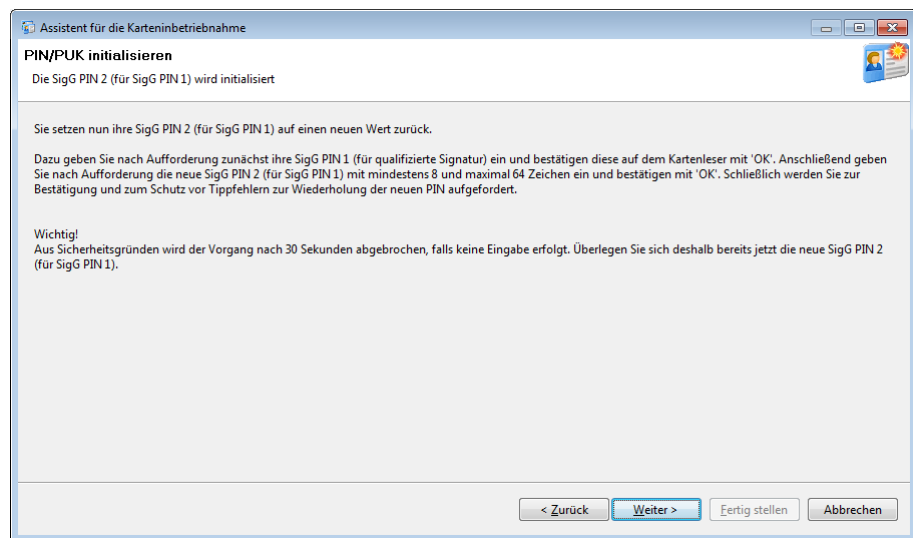 Assistent für die Karteninbetriebnahme
PIN/PUK initialisieren
Die SigG PIN 2 (für SigG PIN 1) wird initialisiert
Sie setzen nun ihre SigG PIN 2 (für SigG PIN 1) auf einen neuen Wert zurück.
Dazu geben Sie nach Aufforderung zunächst ihre SigG PIN 1 (für qualifizierte Signatur) ein und bestätigen diese auf dem Kartenleser mit 'OK'. Anschließend geben
Sie nach Aufforderung die neue SigG PIN 2 (für SigG PIN 1) mit mindestens 8 und maximal 64 Zeichen ein und bestätigen mit 'OK'. Schließlich werden Sie zur
Bestätigung und zum Schutz vor Tippfehlern zur Wiederholung der neuen PIN aufgefordert.
Wichtig!
Aus Sicherheitsgründen wird der Vorgang nach 30 Sekunden abgebrochen, falls keine Eingabe erfolgt. Überlegen Sie sich deshalb bereits jetzt die neue SigG PIN 2
(für SigG PIN 1).
< Zurück Weiter > Fertig stellen Abbrechen